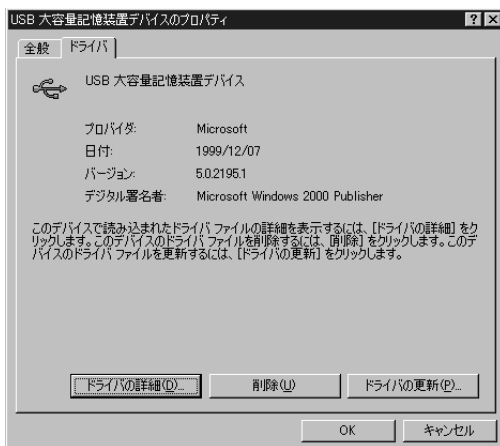 USB 大容量記憶装置デバイスのプロパティ
全般
ドライバ
USB 大容量記憶装置デバイス
プロバイダ: Microsoft
日付: 1999/12/07
バージョン: 5.0.2195.1
デジタル署名者: Microsoft Windows 2000 Publisher
このデバイスで読み込まれたドライバ ファイルの詳細を表示するには、[ドライバの詳細] をク
リックします。このデバイスのドライバ ファイルを削除するには、[削除] をクリックします。このデ
バイスのドライバ ファイルを更新するには、[ドライバの更新] をクリックします。
ドライバの詳細(D)...
削除(U)
ドライバの更新(P)...
OK
キャンセル